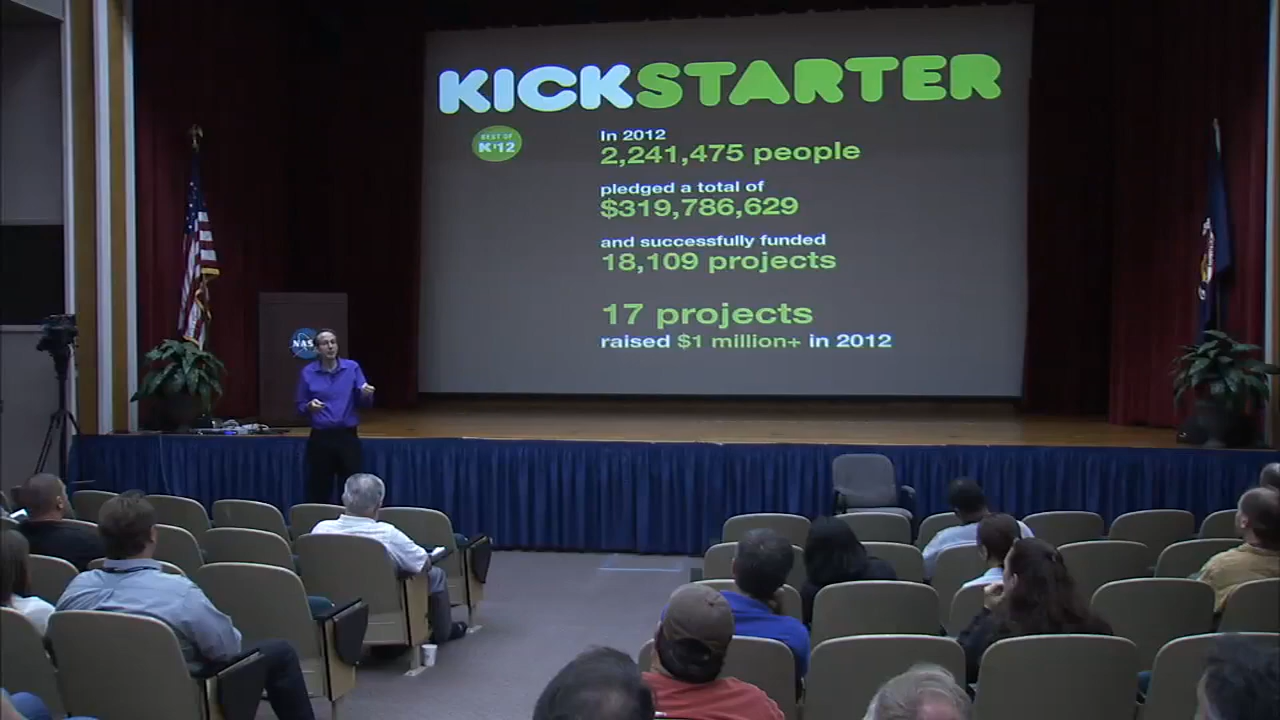 KICKSTARTER
BEST OF
K'12
In 2012
2,241,475 people
pledged a total of
$319,786,629
and successfully funded
18,109 projects
17 projects
raised $1 million+ in 2012
NAS